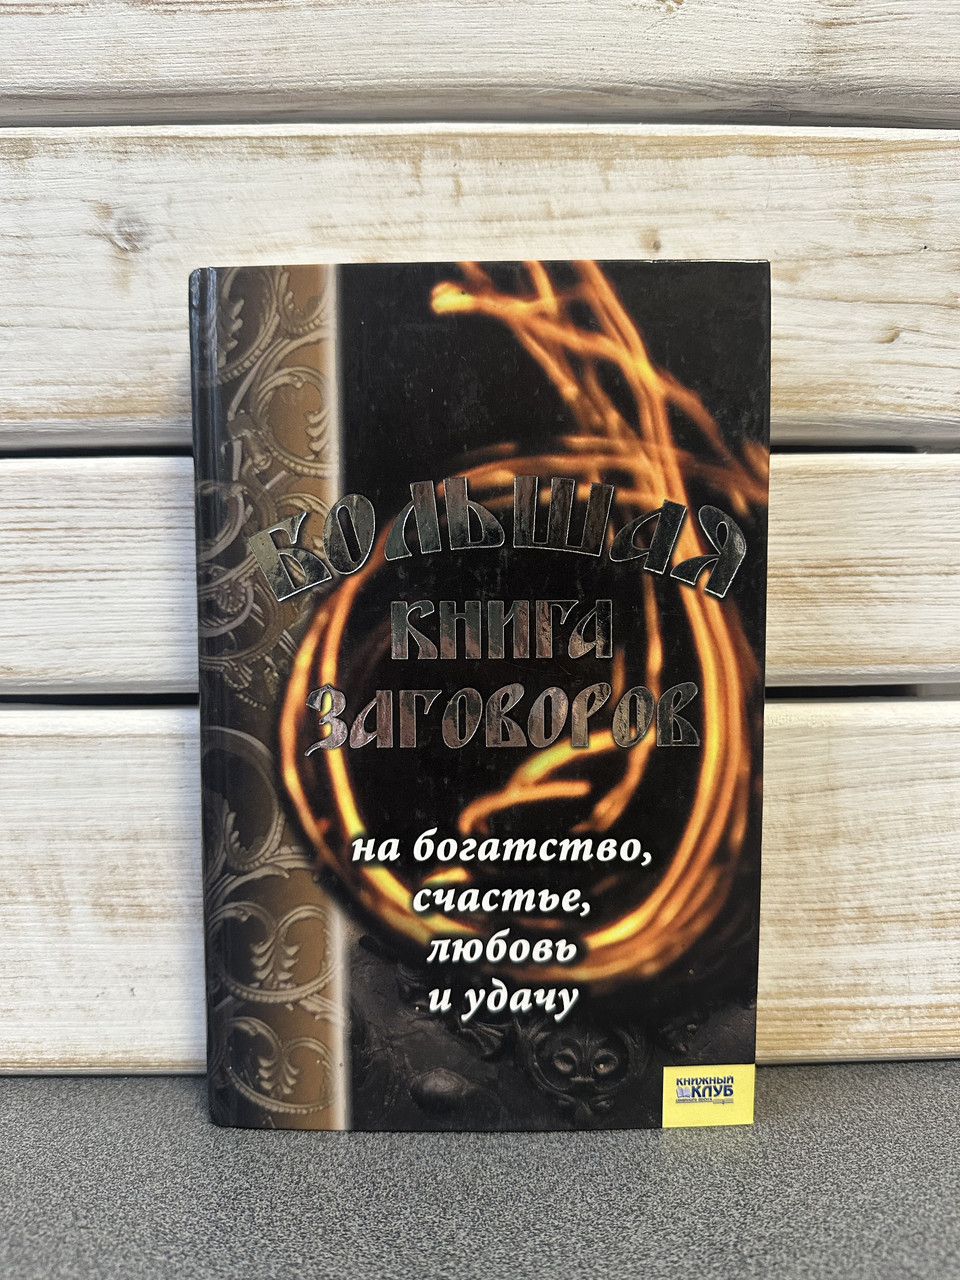 БОЛЬШАЯ
КНИГА
ЗАГОВОРОВ
на богатство,
счастье,
любовь
и удачу
КНИЖНЫЙ
КЛУБ